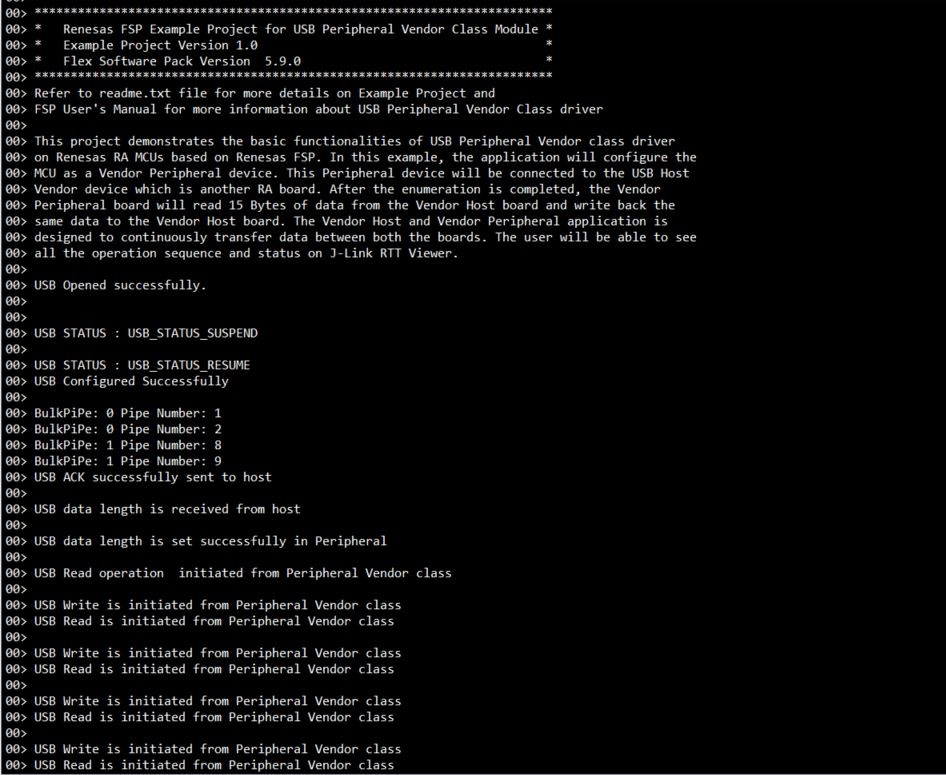 00> **************************************************************************
00> *   Renesas FSP Example Project for USB Peripheral Vendor Class Module *
00> *   Example Project Version 1.0                                        *
00> *   Flex Software Pack Version  5.9.0                                  *
00> **************************************************************************
00> Refer to readme.txt file for more details on Example Project and
00> FSP User's Manual for more information about USB Peripheral Vendor Class driver
00>
00> This project demonstrates the basic functionalities of USB Peripheral Vendor class driver
00> on Renesas RA MCUs based on Renesas FSP. In this example, the application will configure the
00> MCU as a Vendor Peripheral device. This Peripheral device will be connected to the USB Host
00> Vendor device which is another RA board. After the enumeration is completed, the Vendor
00> Peripheral board will read 15 Bytes of data from the Vendor Host board and write back the
00> same data to the Vendor Host board. The Vendor Host and Vendor Peripheral application is
00> designed to continuously transfer data between both the boards. The user will be able to see
00> all the operation sequence and status on J-Link RTT Viewer.
00>
00> USB Opened successfully.
00>
00>
00> USB STATUS : USB_STATUS_SUSPEND
00>
00> USB STATUS : USB_STATUS_RESUME
00> USB Configured Successfully
00>
00> BulkPiPe: 0 Pipe Number: 1
00> BulkPiPe: 0 Pipe Number: 2
00> BulkPiPe: 1 Pipe Number: 8
00> BulkPiPe: 1 Pipe Number: 9
00> USB ACK successfully sent to host
00>
00> USB data length is received from host
00>
00> USB data length is set successfully in Peripheral
00>
00> USB Read operation  initiated from Peripheral Vendor class
00>
00> USB Write is initiated from Peripheral Vendor class
00> USB Read is initiated from Peripheral Vendor class
00>
00> USB Write is initiated from Peripheral Vendor class
00> USB Read is initiated from Peripheral Vendor class
00>
00> USB Write is initiated from Peripheral Vendor class
00> USB Read is initiated from Peripheral Vendor class
00>
00> USB Write is initiated from Peripheral Vendor class
00> USB Read is initiated from Peripheral Vendor class